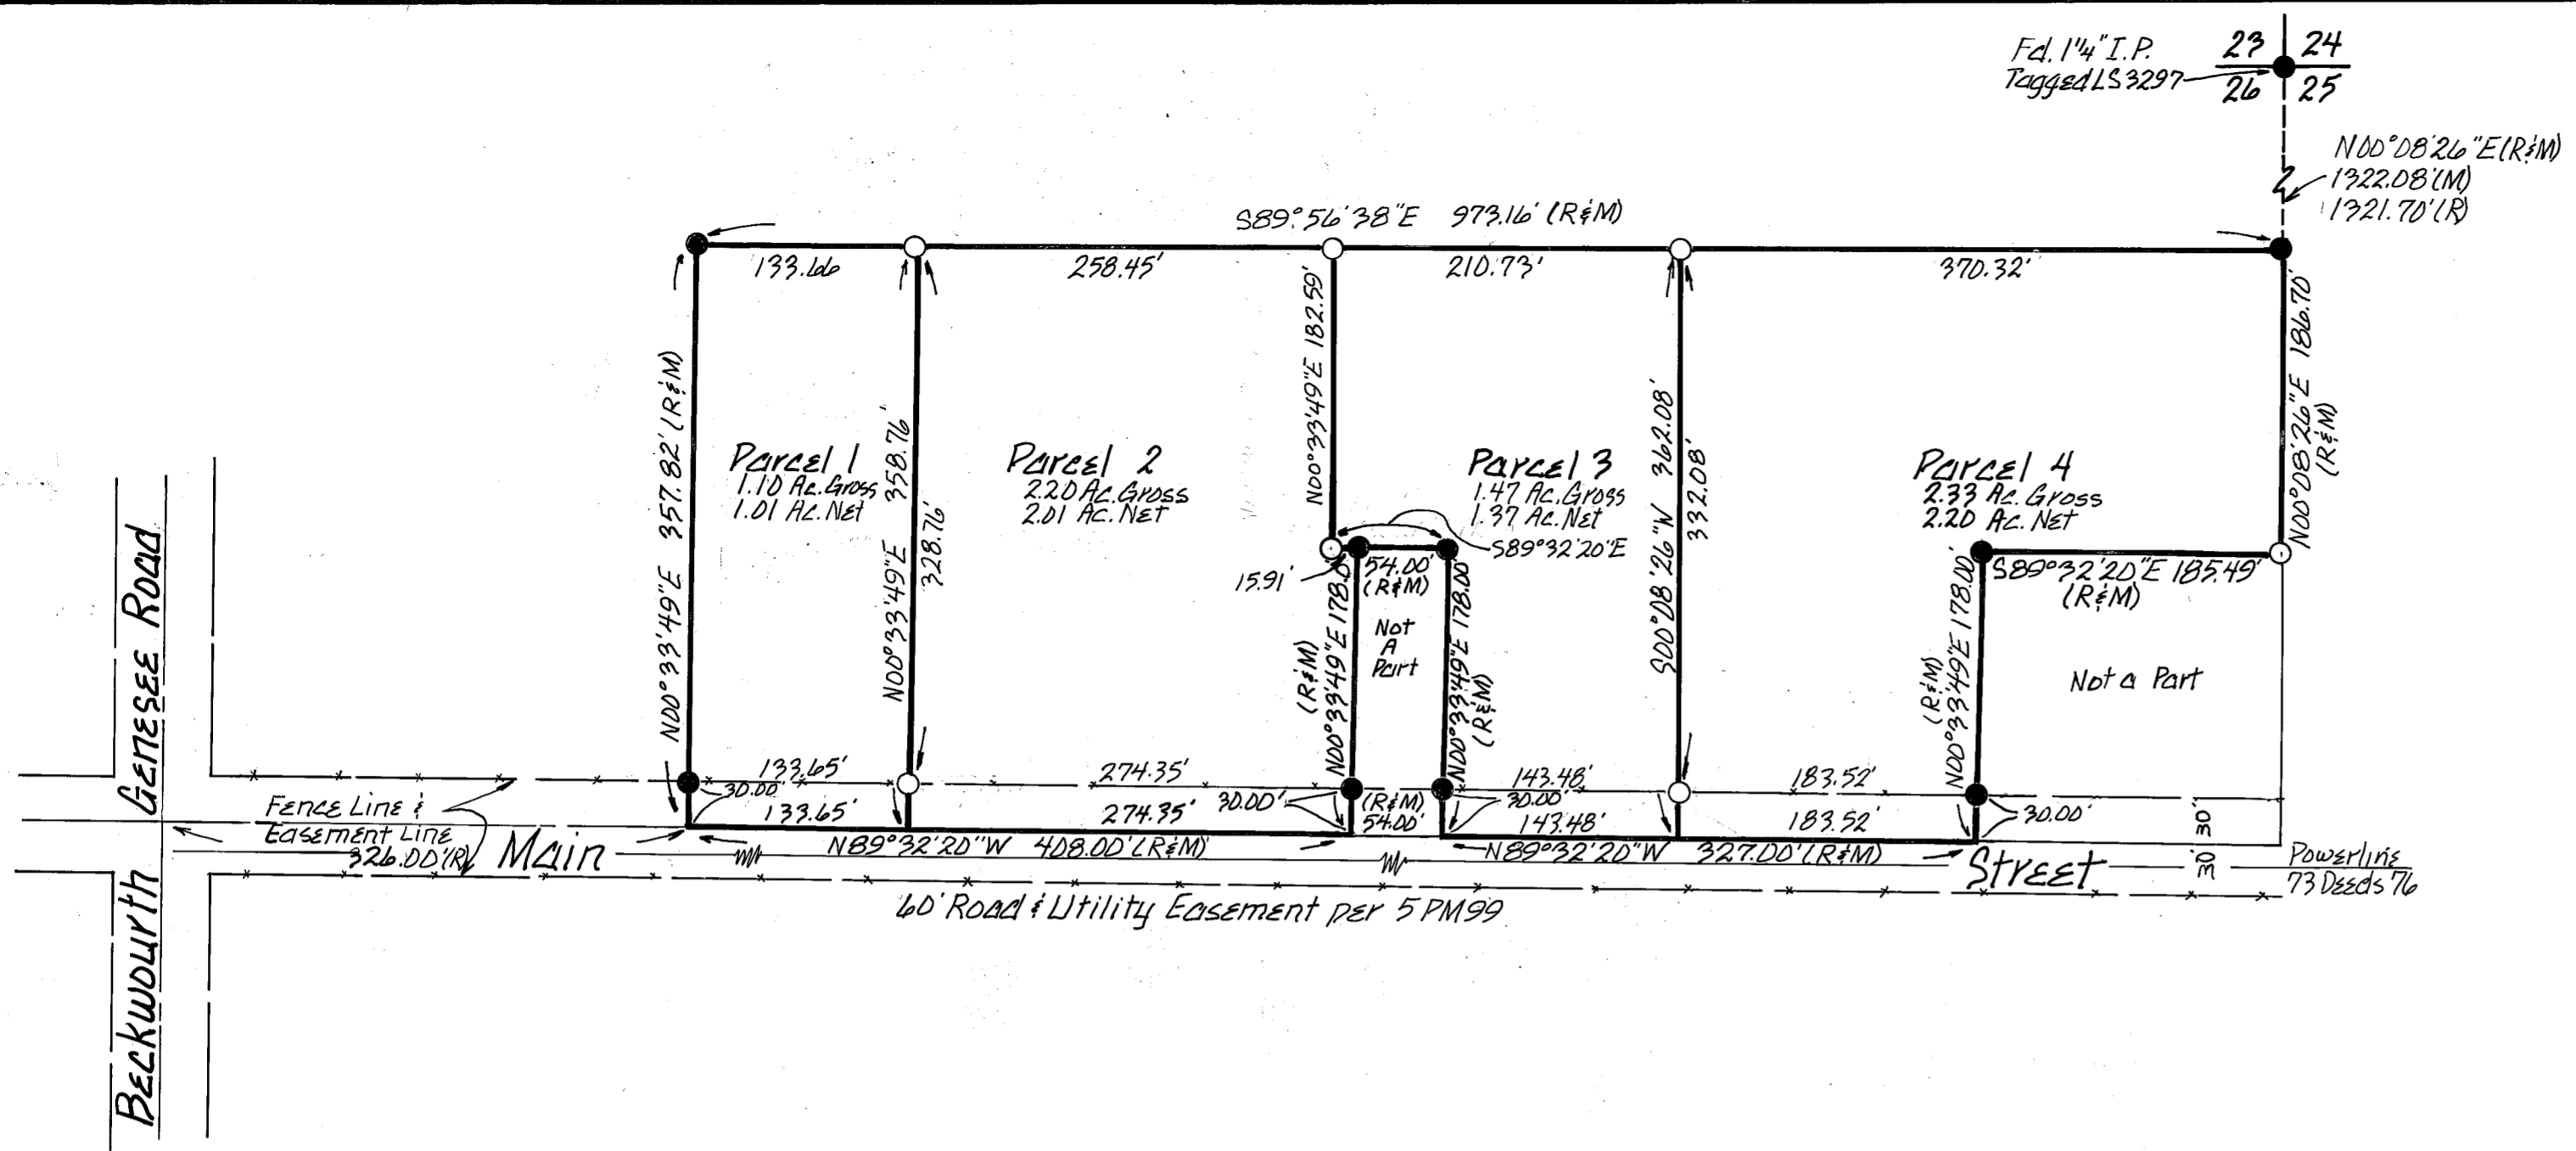 Fd. 1¼" I.P.
Tagged LS 3297
23 24
26 25
N00°08'26"E (R&M)
1322.08' (M)
1321.70' (R)
S89°56'38"E 973.16' (R&M)
133.66
258.45'
210.73'
370.32'
N00°33'49"E 357.82' (R&M)
Parcel 1
1.10 Ac. Gross
1.01 Ac. Net
N00°33'49"E 358.76'
328.76'
Parcel 2
2.20 Ac. Gross
2.01 Ac. Net
N00°33'49"E 182.59'
Parcel 3
1.47 Ac. Gross
1.37 Ac. Net
S89°32'20"E
15.91'
54.00'
(R&M)
N00°33'49"E 178.0
(R&M)
Not
A
Part
N00°33'49"E 178.00'
(R&M)
S00°08'26"W 362.08'
332.08'
Parcel 4
2.33 Ac. Gross
2.20 Ac. Net
N00°08'26"E 186.70'
(R&M)
S89°32'20"E 185.49'
(R&M)
(R&M)
N00°33'49"E 178.00'
Not a Part
133.65'
274.35'
143.48'
183.52'
30.00'
133.65'
274.35'
30.00'
(R&M)
54.00'
30.00'
143.48'
183.52'
30.00'
Fence Line &
Easement Line
326.00' (R)
Main
N89°32'20"W 408.00' (R&M)
N89°32'20"W 327.00' (R&M)
Street
30'
30'
Powerline
73 Deeds 76
60' Road & Utility Easement per 5 PM 99
Beckwourth Genesee Road